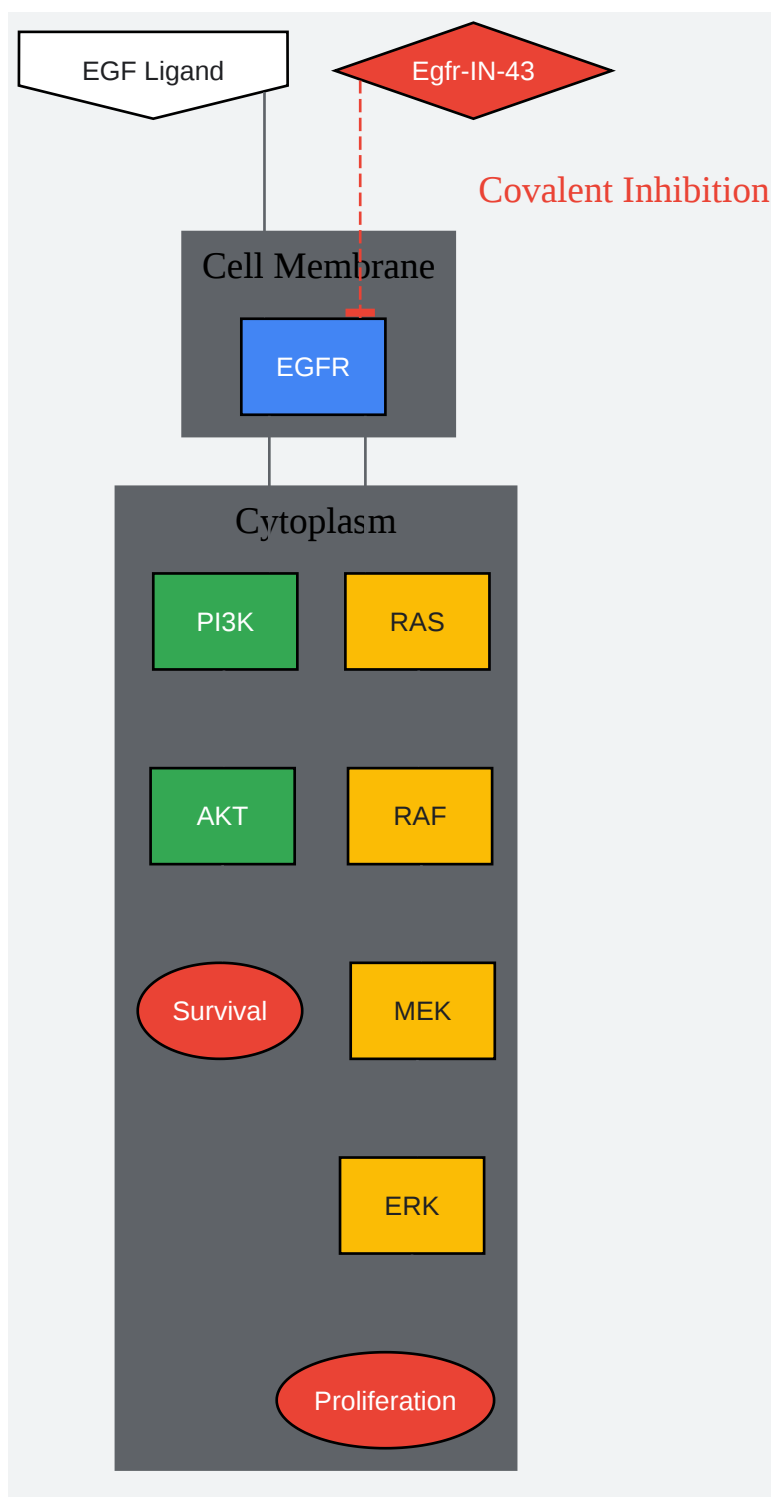 EGF Ligand
Egfr-IN-43
Covalent Inhibition
Cell Membrane
EGFR
Cytoplasm
PI3K
RAS
AKT
RAF
Survival
MEK
ERK
Proliferation